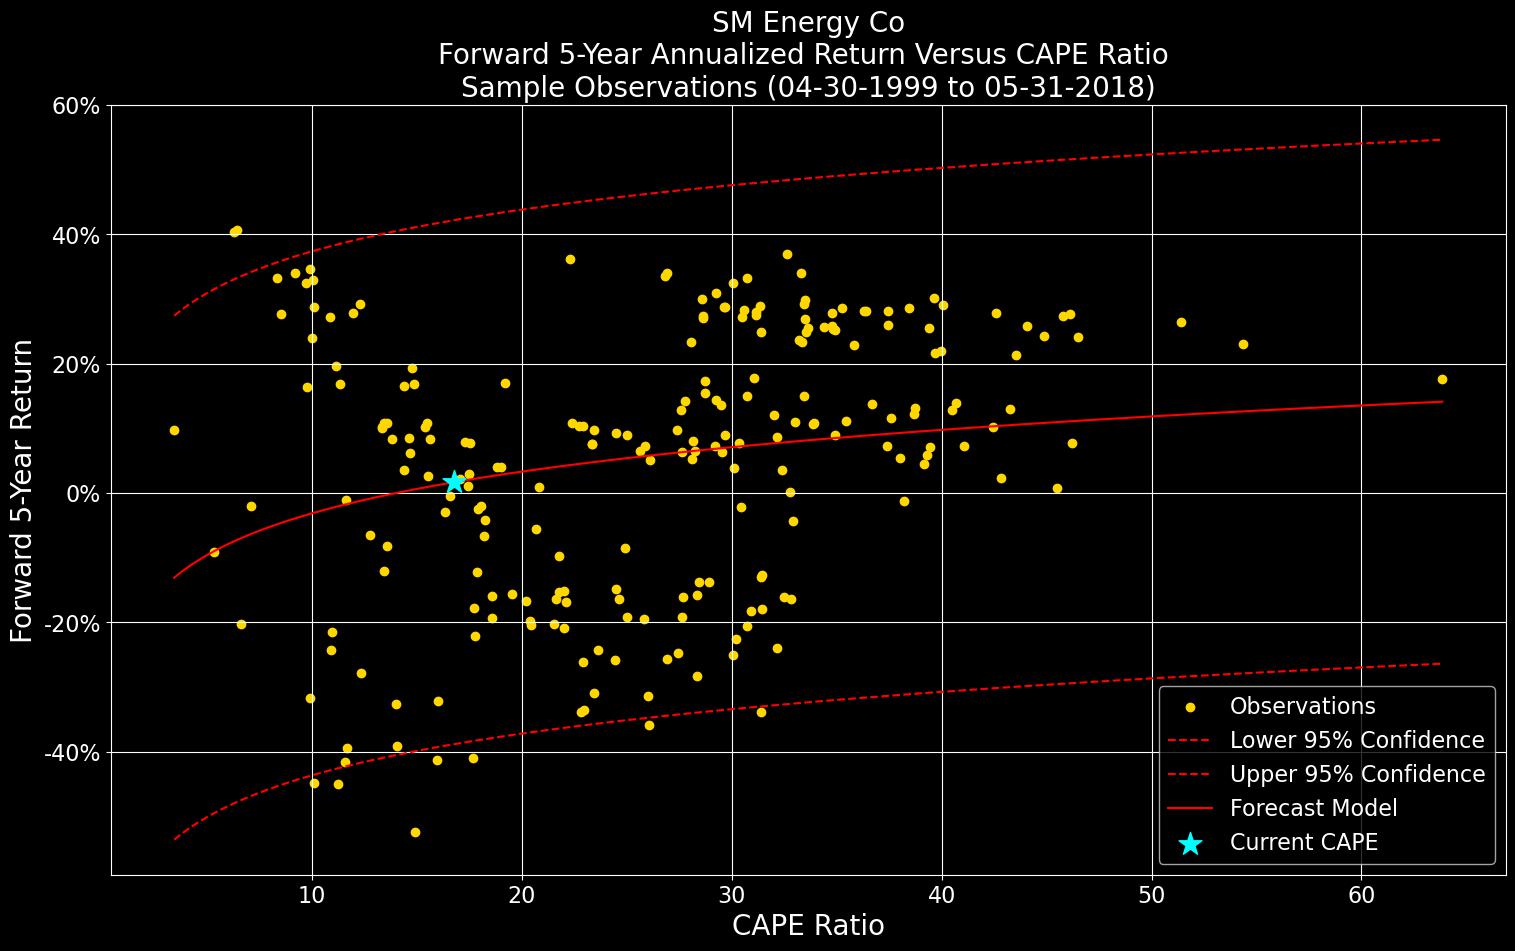 SM Energy Co
Forward 5-Year Annualized Return Versus CAPE Ratio
Sample Observations (04-30-1999 to 05-31-2018)
60%
40%
20%
0%
-20%
-40%
Forward 5-Year Return
10
20
30
40
50
60
CAPE Ratio
Observations
Lower 95% Confidence
Upper 95% Confidence
Forecast Model
Current CAPE